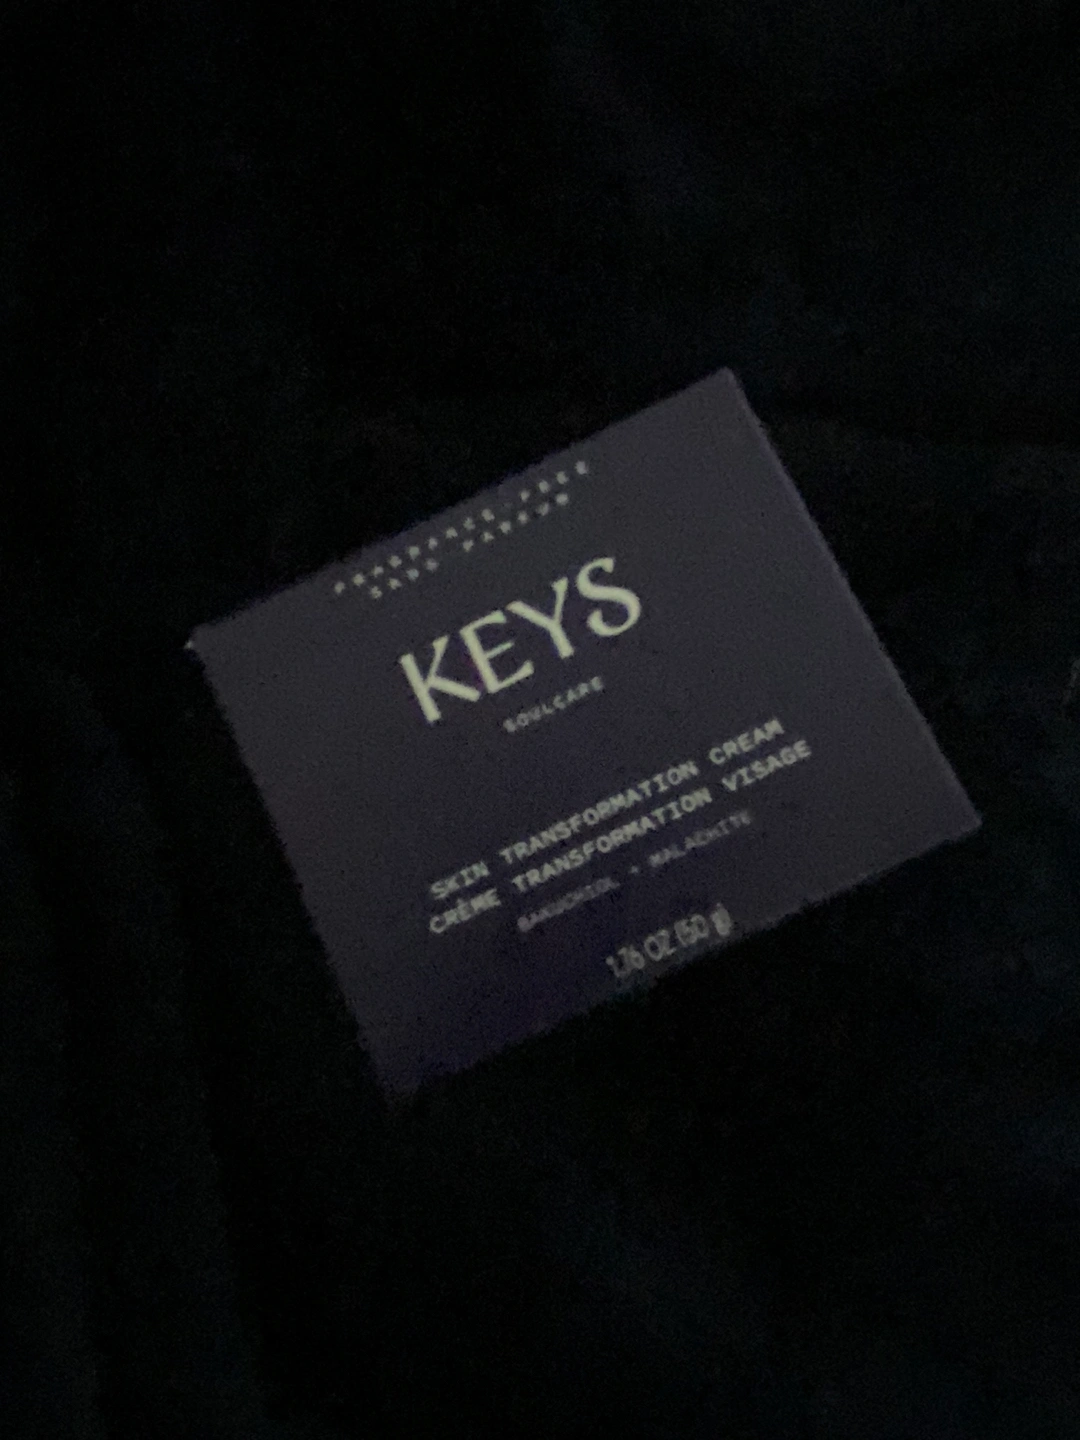 FRAGRANCE FREE
SANS PARFUM
KEYS
SOULCARE
SKIN TRANSFORMATION CREAM
CRÈME TRANSFORMATION VISAGE
BAKUCHIOL + MALACHITE
1.76 OZ (50 g)